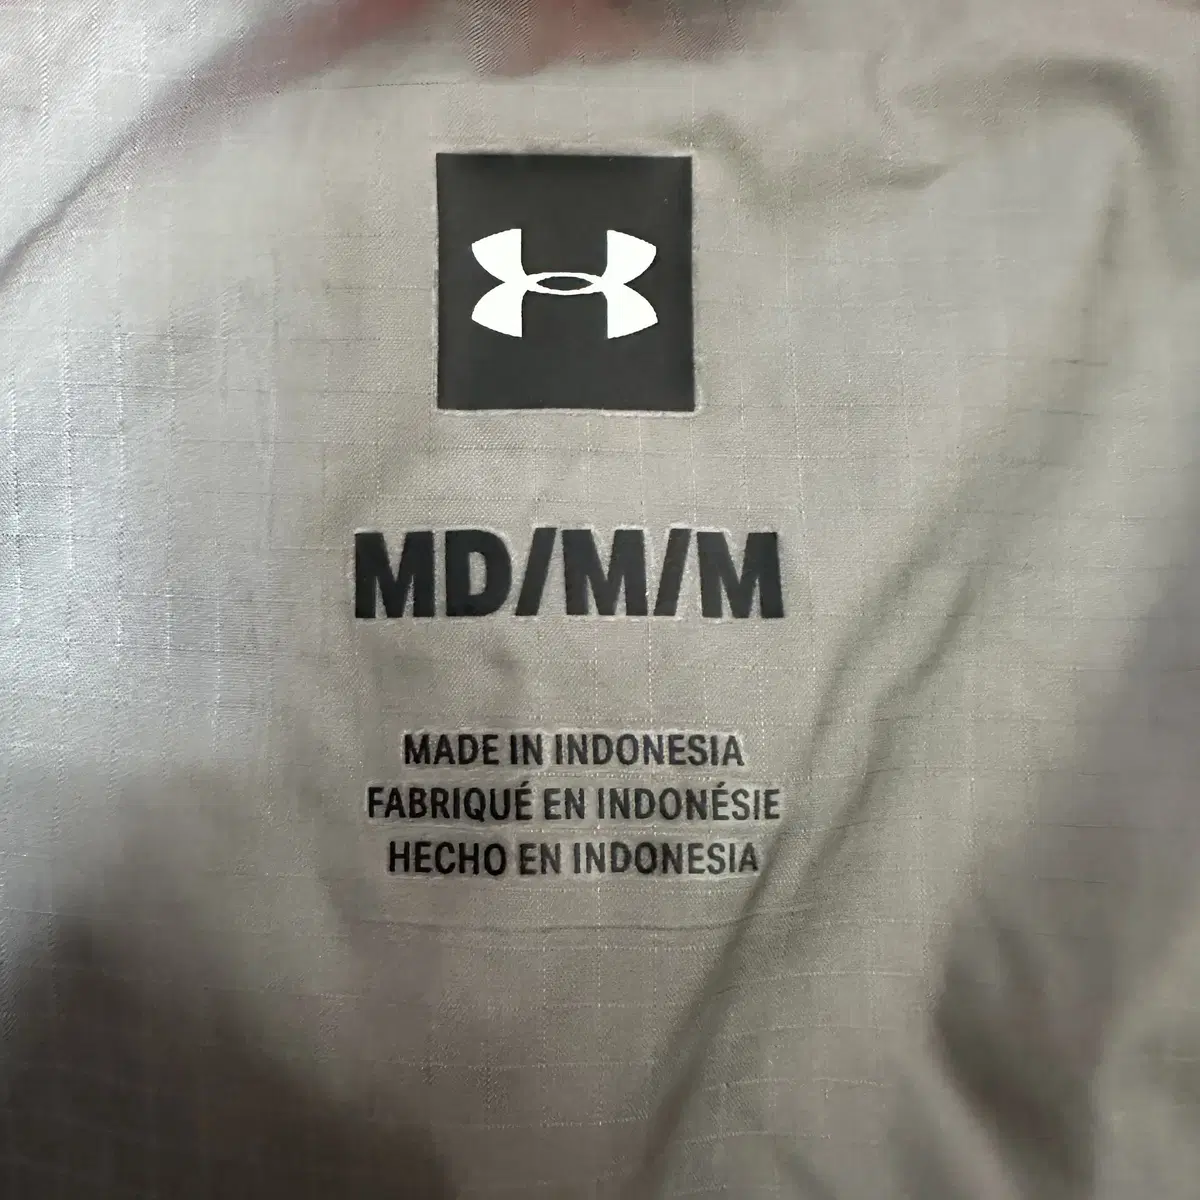 MD/M/M
MADE IN INDONESIA
FABRIQUÉ EN INDONÉSIE
HECHO EN INDONESIA